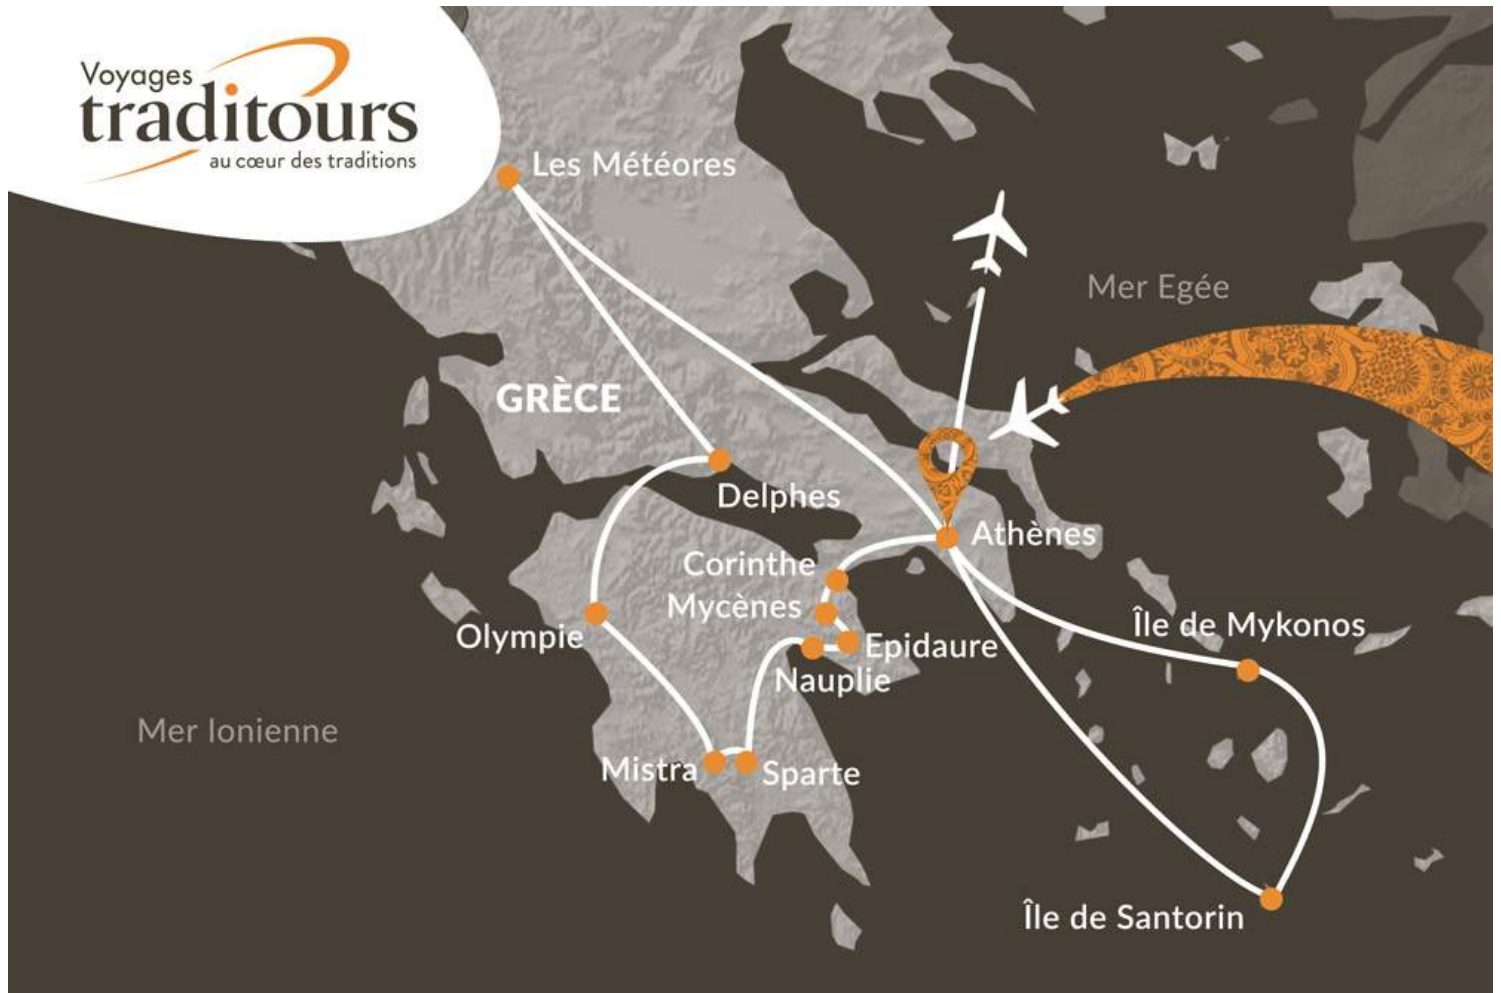 Voyages
traditours
au cœur des traditions
Les Météores
Mer Egée
GRÈCE
Delphes
Athènes
Corinthe
Mycènes
Île de Mykonos
Olympie
Epidaure
Nauplie
Mer Ionienne
Mistra
Sparte
Île de Santorin